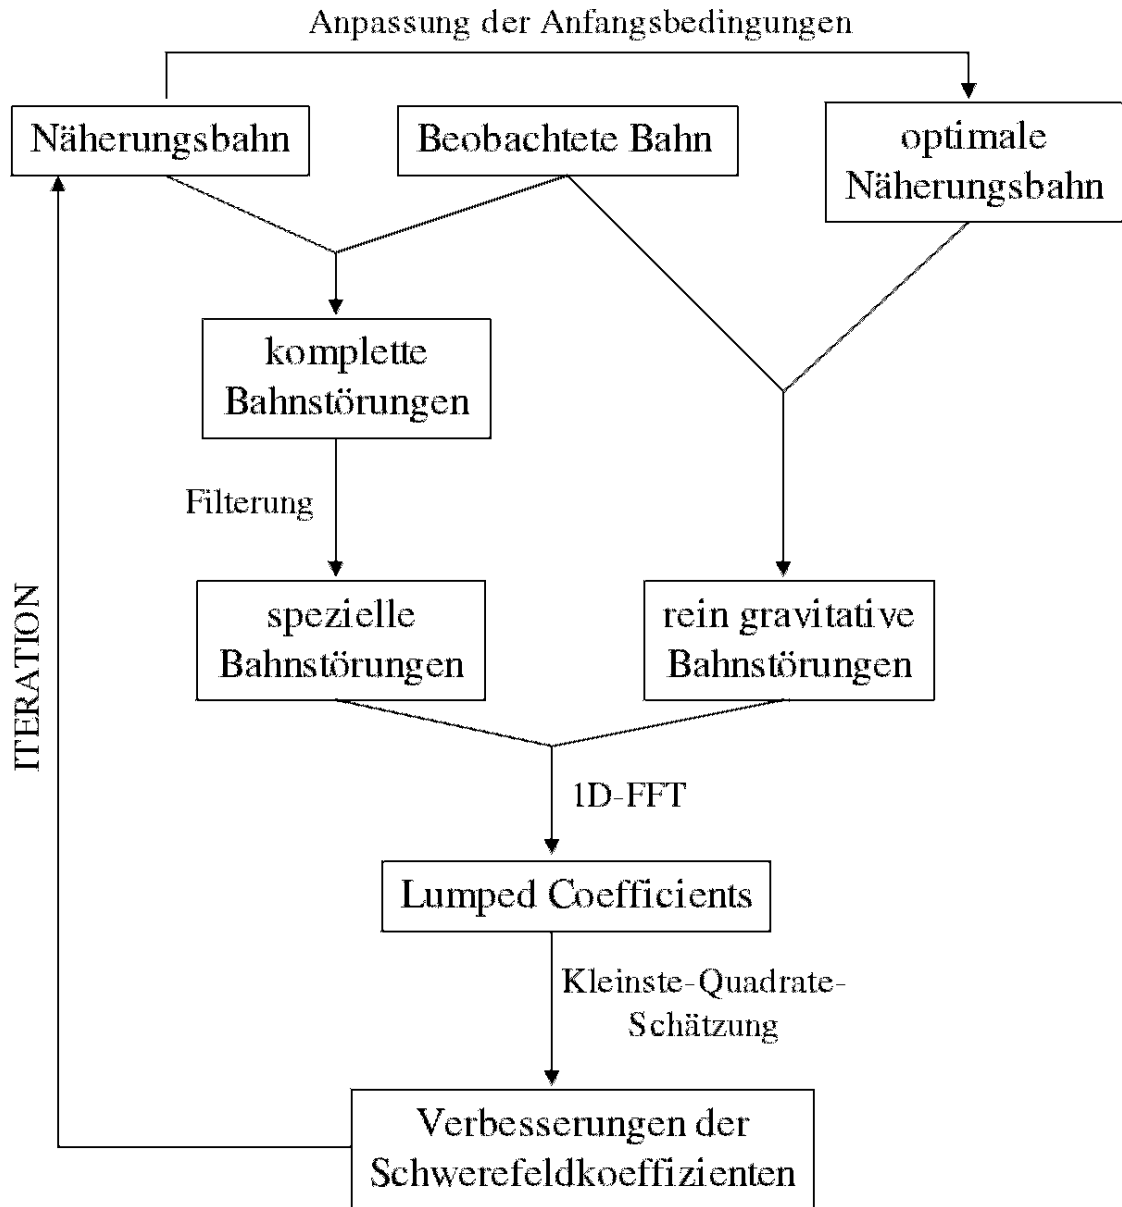 Anpassung der Anfangsbedingungen
Näherungsbahn
Beobachtete Bahn
optimale
Näherungsbahn
komplette
Bahnstörungen
Filterung
spezielle
Bahnstörungen
rein gravitative
Bahnstörungen
ITERATION
1D-FFT
Lumped Coefficients
Kleinste-Quadrate-
Schätzung
Verbesserungen der
Schwerefeldkoeffizienten